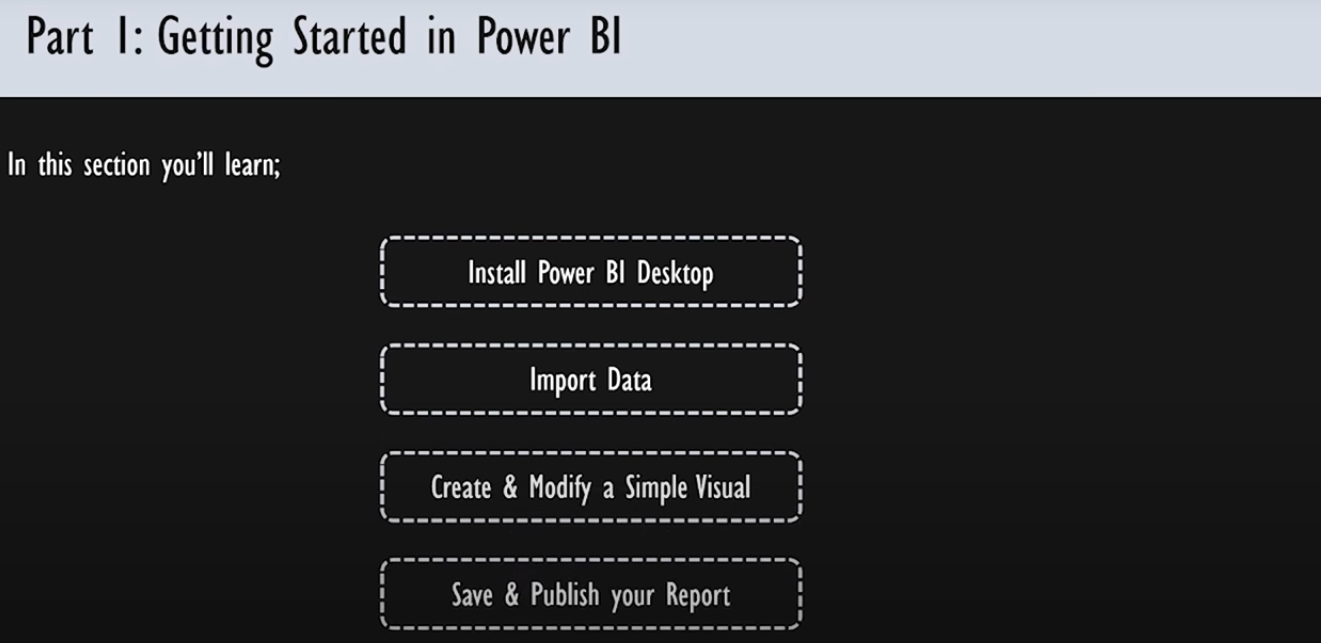 Part 1: Getting Started in Power BI
In this section you'll learn;
Install Power BI Desktop
Import Data
Create & Modify a Simple Visual
Save & Publish your Report